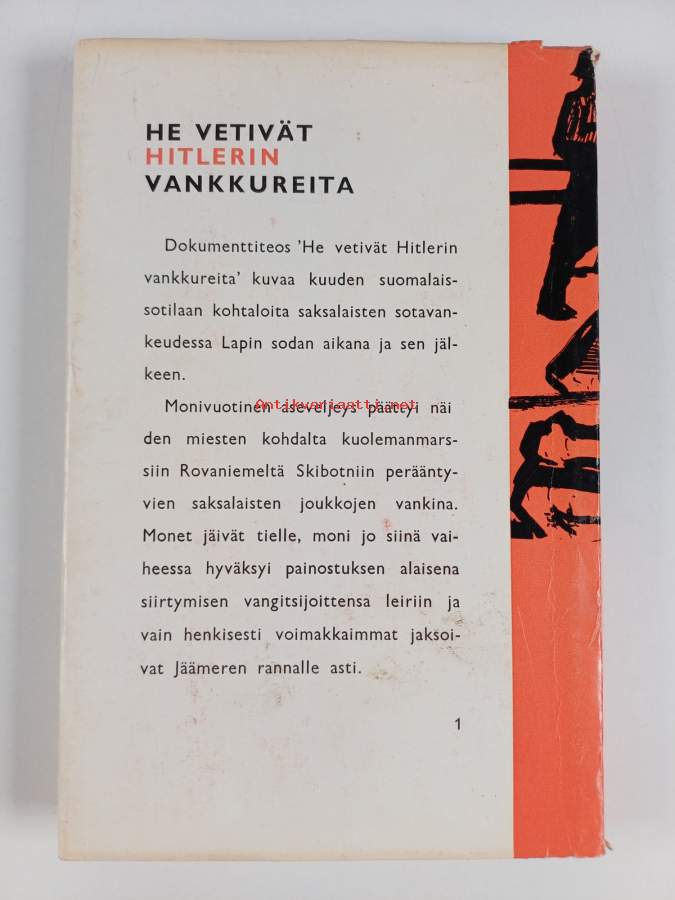 HE VETIVÄT
HITLERIN
VANKKUREITA
Dokumenttiteos 'He vetivät Hitlerin
vankkureita' kuvaa kuuden suomalais-
sotilaan kohtaloita saksalaisten sotavan-
keudessa Lapin sodan aikana ja sen jäl-
keen.
Monivuotinen aseveljeys päättyi näi
Antikvariaatti.net
den miesten kohdalta kuolemanmars-
siin Rovaniemeltä Skibotniin peräänty-
vien saksalaisten joukkojen vankina.
Monet jäivät tielle, moni jo siinä vai-
heessa hyväksyi painostuksen alaisena
siirtymisen vangitsijoittensa leiriin ja
vain henkisesti voimakkaimmat jaksoi-
vat Jäämeren rannalle asti.
1